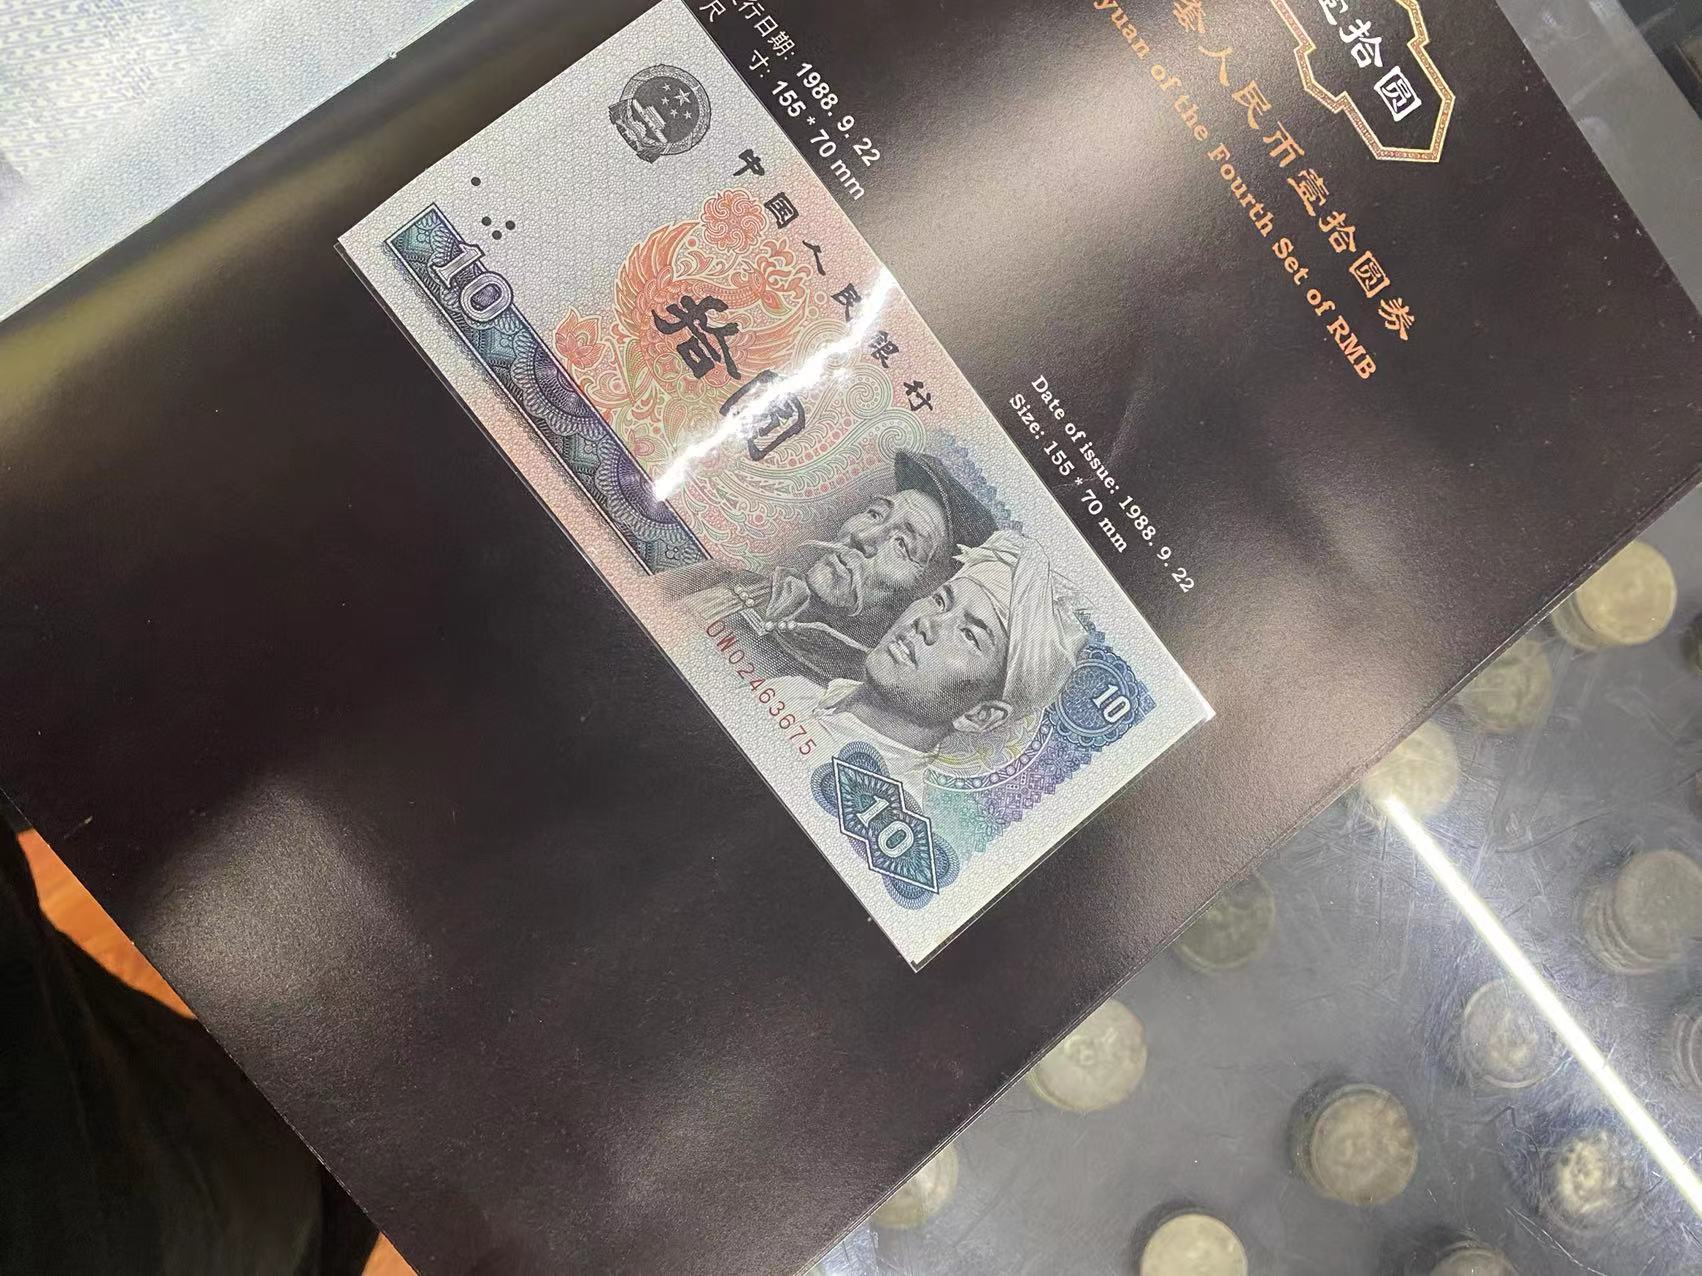 拾圆
套人民币壹拾圆券
yuan of the Fourth Set of RMB
行日期: 1988. 9. 22
尺 寸: 155 * 70 mm
Date of issue: 1988. 9. 22
Size: 155 * 70 mm
中国人民银行
拾圆
10
10
10
UW02463675